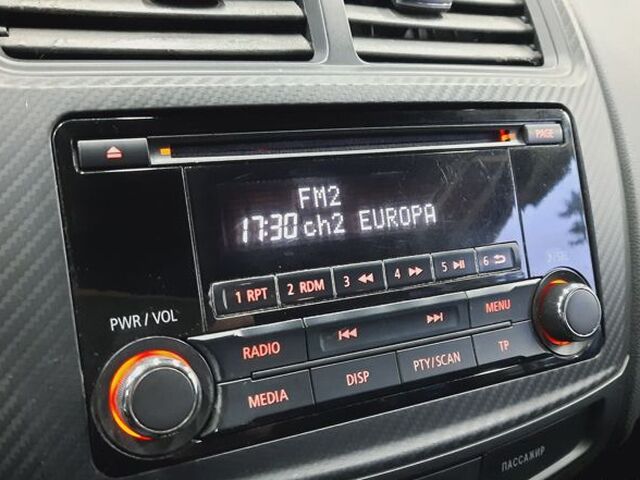 PAGE
FM2
17:30 ch2 EUROPA
1 RPT 2 RDM 3 4 5 6
PWR / VOL
RADIO MENU
MEDIA DISP PTY/SCAN TP
ПАССАЖИР